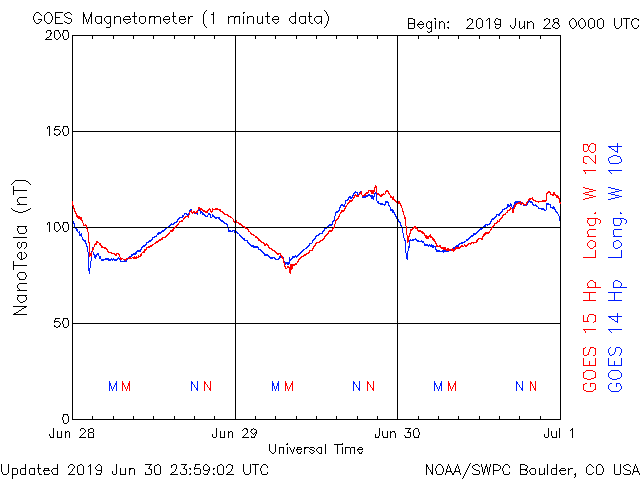 GOES Magnetometer (1 minute data)
Begin: 2019 Jun 28 0000 UTC
200
150
100
50
0
NanoTesla (nT)
M M N N M M N N M M N N
Jun 28 Jun 29 Jun 30 Jul 1
Universal Time
GOES 15 Hp Long. W 128
GOES 14 Hp Long. W 104
Updated 2019 Jun 30 23:59:02 UTC
NOAA/SWPC Boulder, CO USA